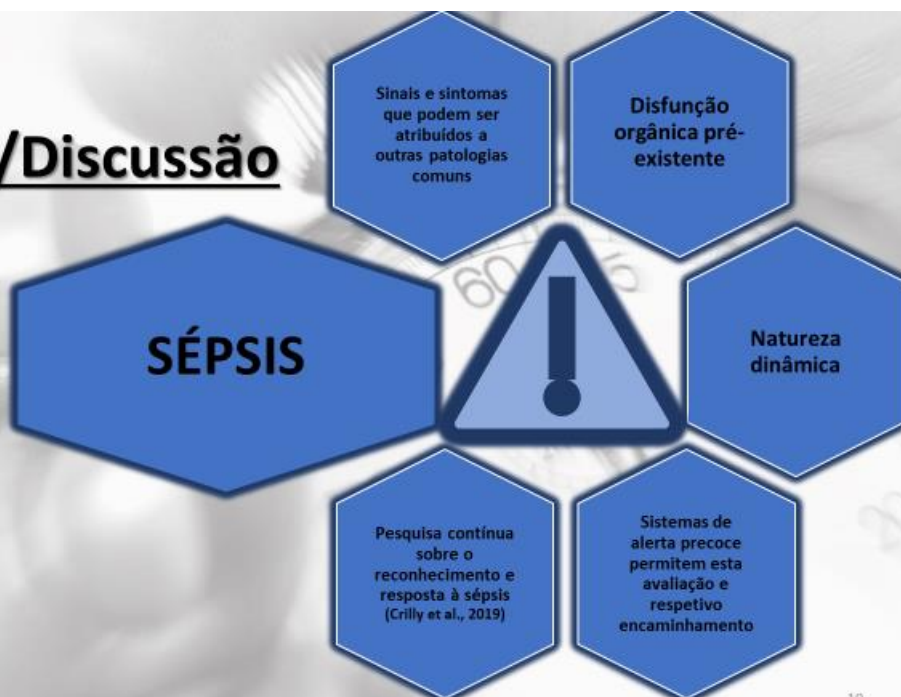 /Discussão
Sinais e sintomas
que podem ser
atribuídos a
outras patologias
comuns
Disfunção
orgânica pré-
existente
SÉPSIS
60
Natureza
dinâmica
Pesquisa contínua
sobre o
reconhecimento e
resposta à sépsis
(Crilly et al., 2019)
Sistemas de
alerta precoce
permitem esta
avaliação e
respetivo
encaminhamento